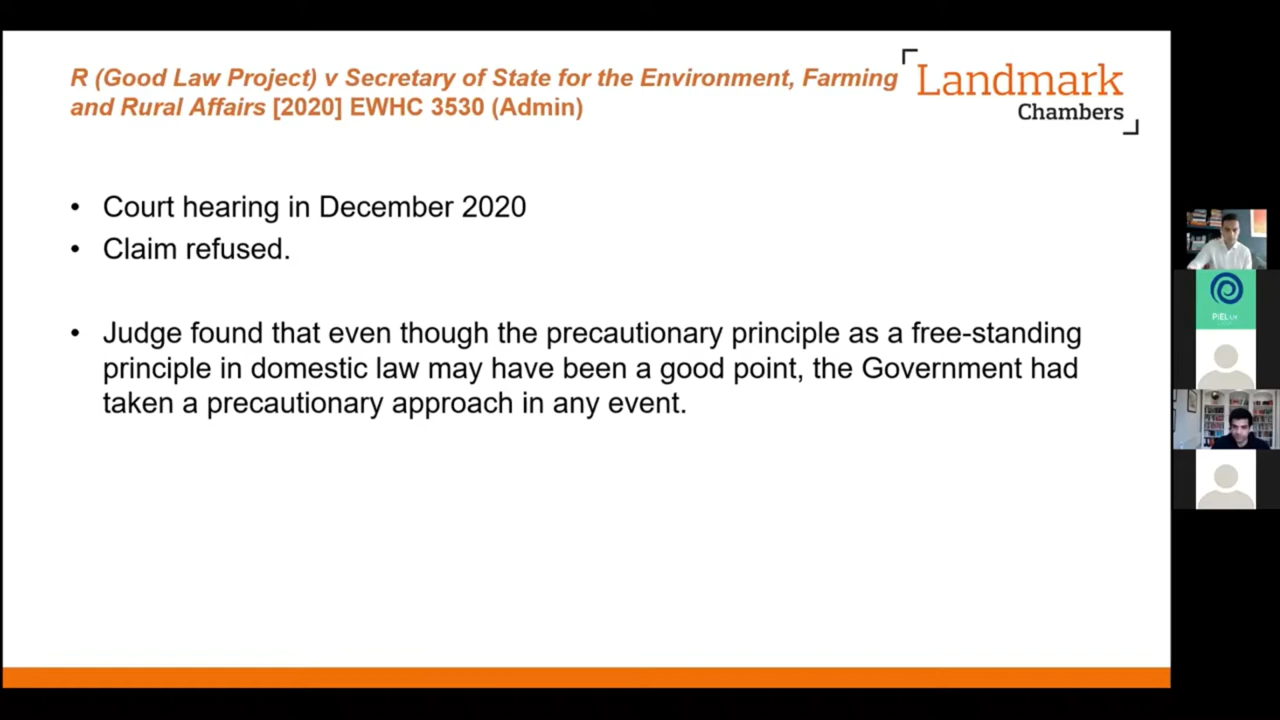 R (Good Law Project) v Secretary of State for the Environment, Farming
and Rural Affairs [2020] EWHC 3530 (Admin)
Landmark
Chambers
• Court hearing in December 2020
• Claim refused.
• Judge found that even though the precautionary principle as a free-standing
principle in domestic law may have been a good point, the Government had
taken a precautionary approach in any event.